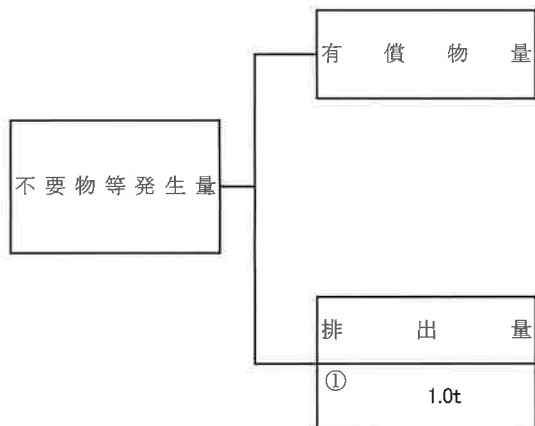 有償物量
不要物等発生量
排出量
①
1.0t